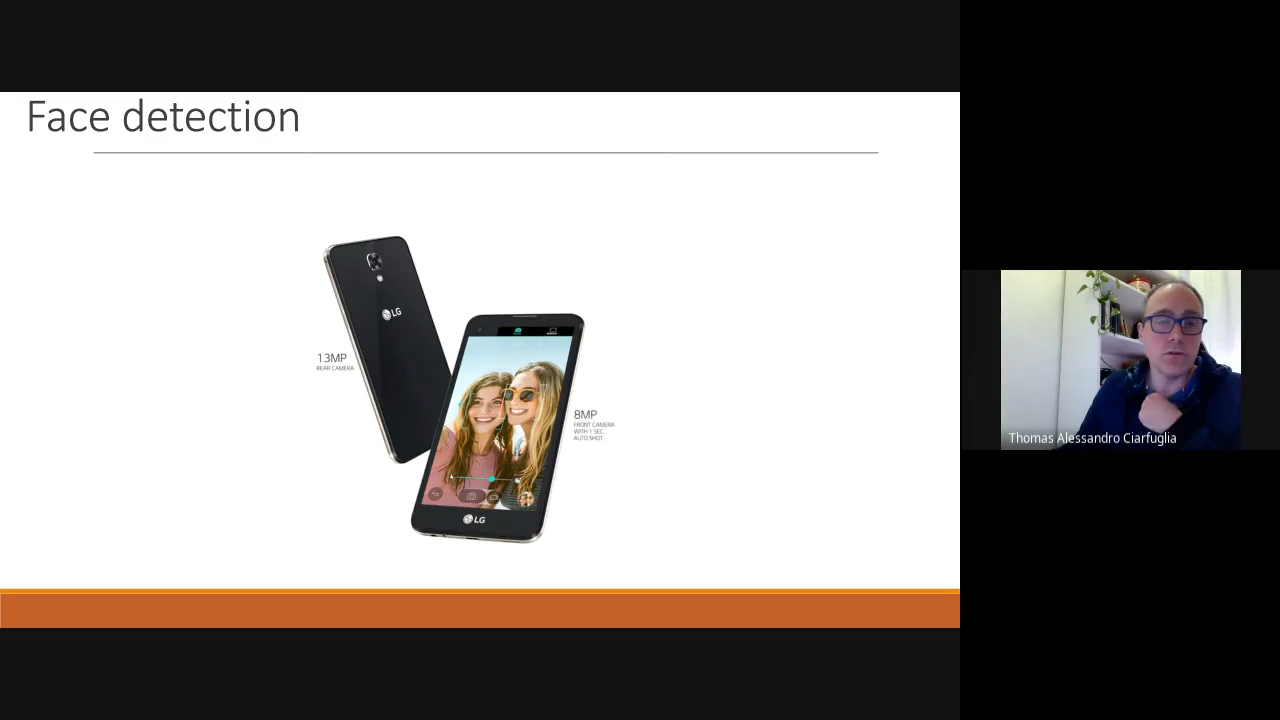 Face detection
LG
13MP
REAR CAMERA
8MP
FRONT CAMERA
WITH 1 SEC.
AUTO SHOT
LG
Thomas Alessandro Ciarfuglia